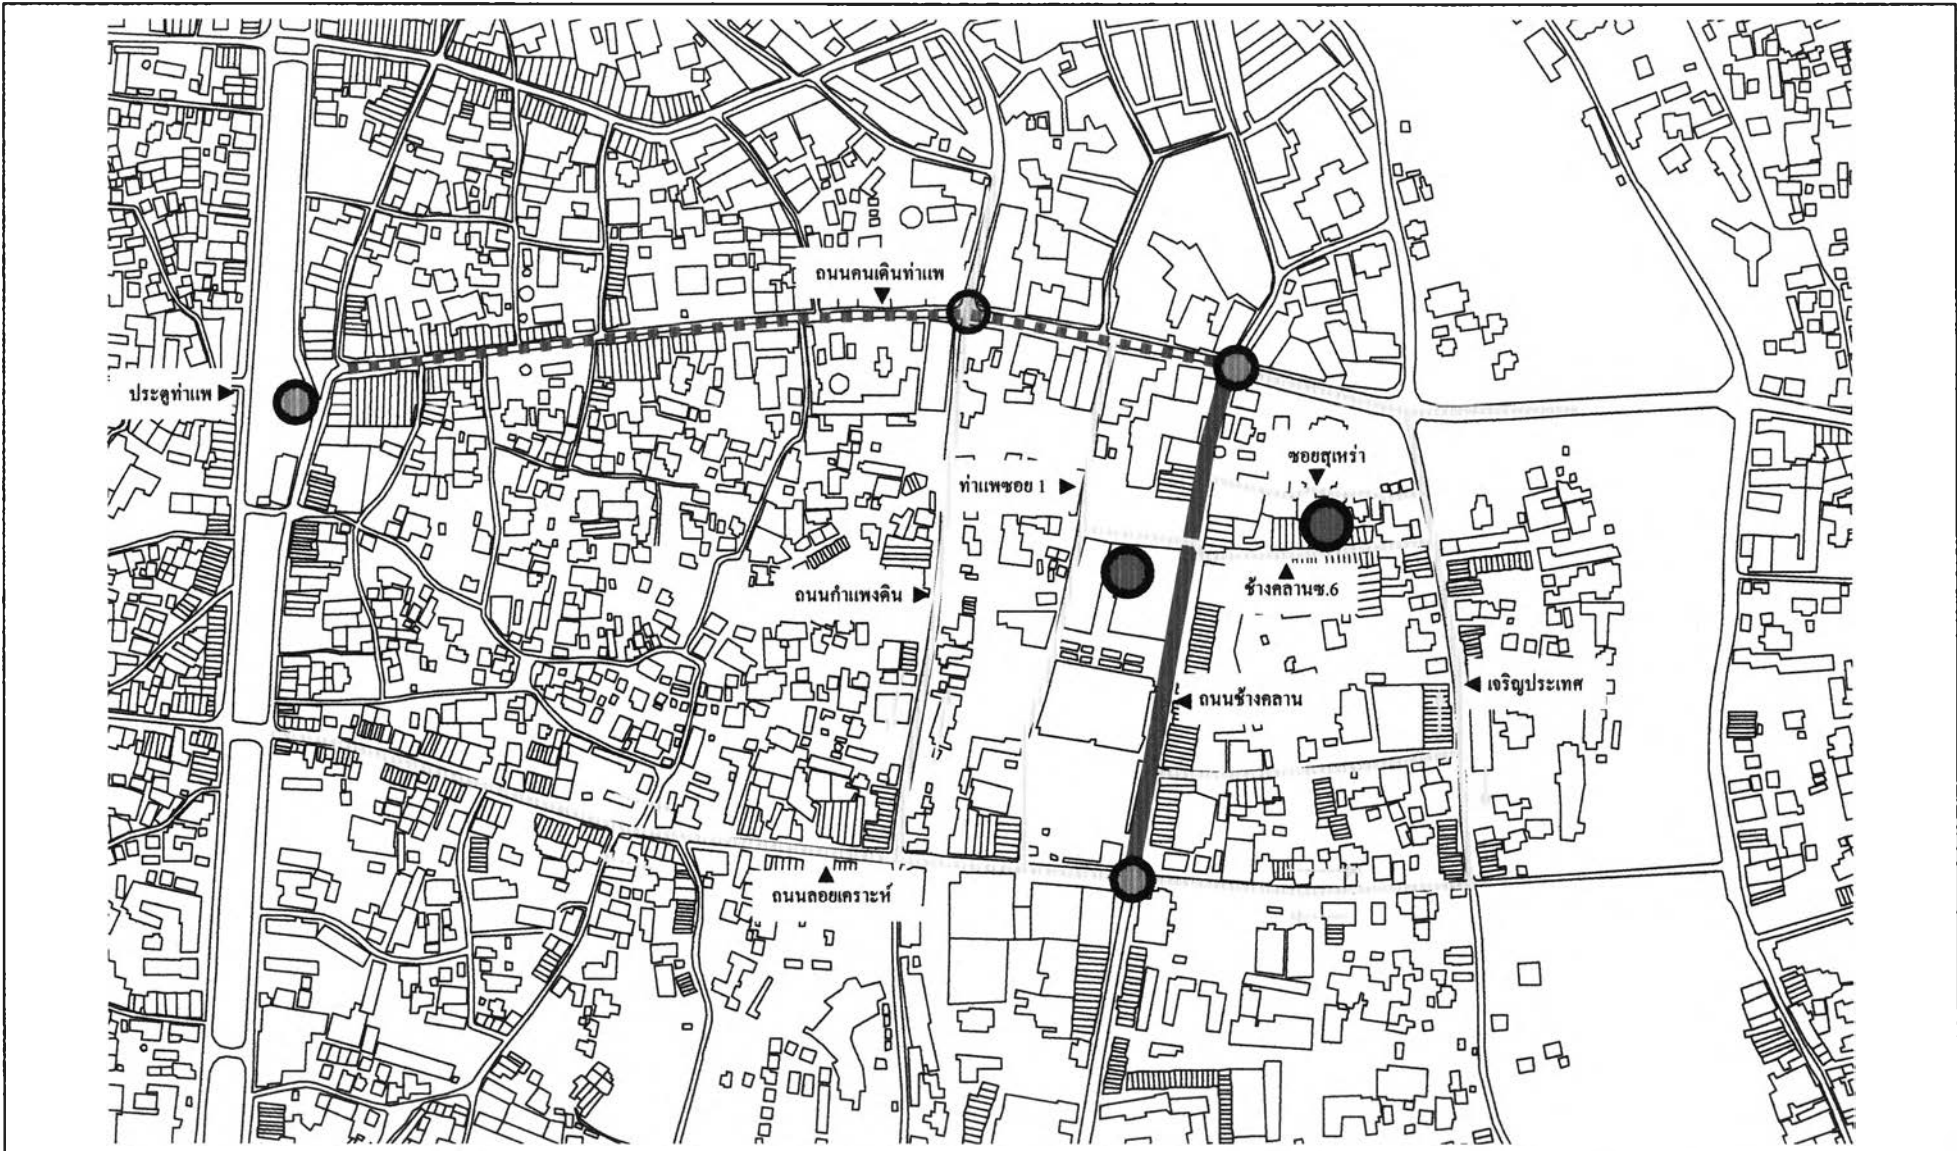 ถนนคนเดินท่าแพ
ประตูท่าแพ
ซอยสุเหร่า
ท่าแพซอย 1
ช้างคลานซ.6
ถนนกำแพงดิน
เจริญประเทศ
ถนนช้างคลาน
ถนนลอยเคราะห์